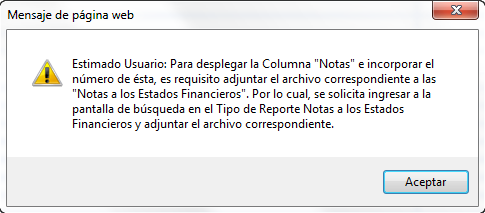 Mensaje de página web
Estimado Usuario: Para desplegar la Columna "Notas" e incorporar el
número de ésta, es requisito adjuntar el archivo correspondiente a las
"Notas a los Estados Financieros". Por lo cual, se solicita ingresar a la
pantalla de búsqueda en el Tipo de Reporte Notas a los Estados
Financieros y adjuntar el archivo correspondiente.
Aceptar